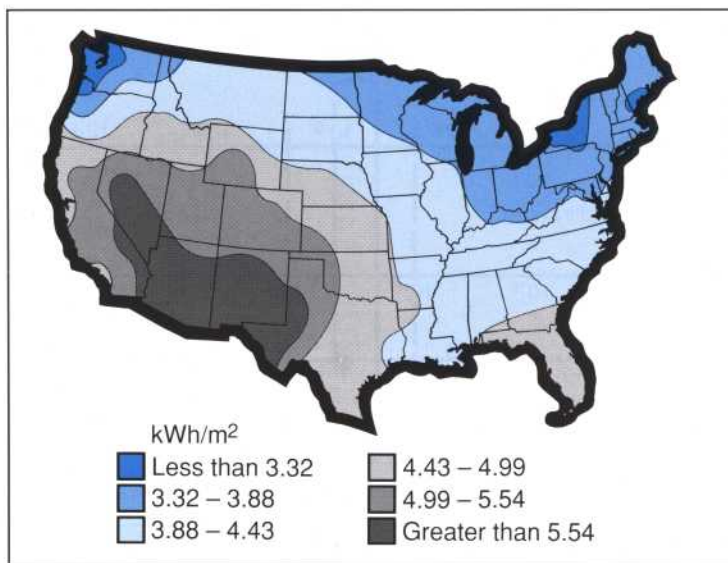 kWh/m²
Less than 3.32
3.32 – 3.88
3.88 – 4.43
4.43 – 4.99
4.99 – 5.54
Greater than 5.54